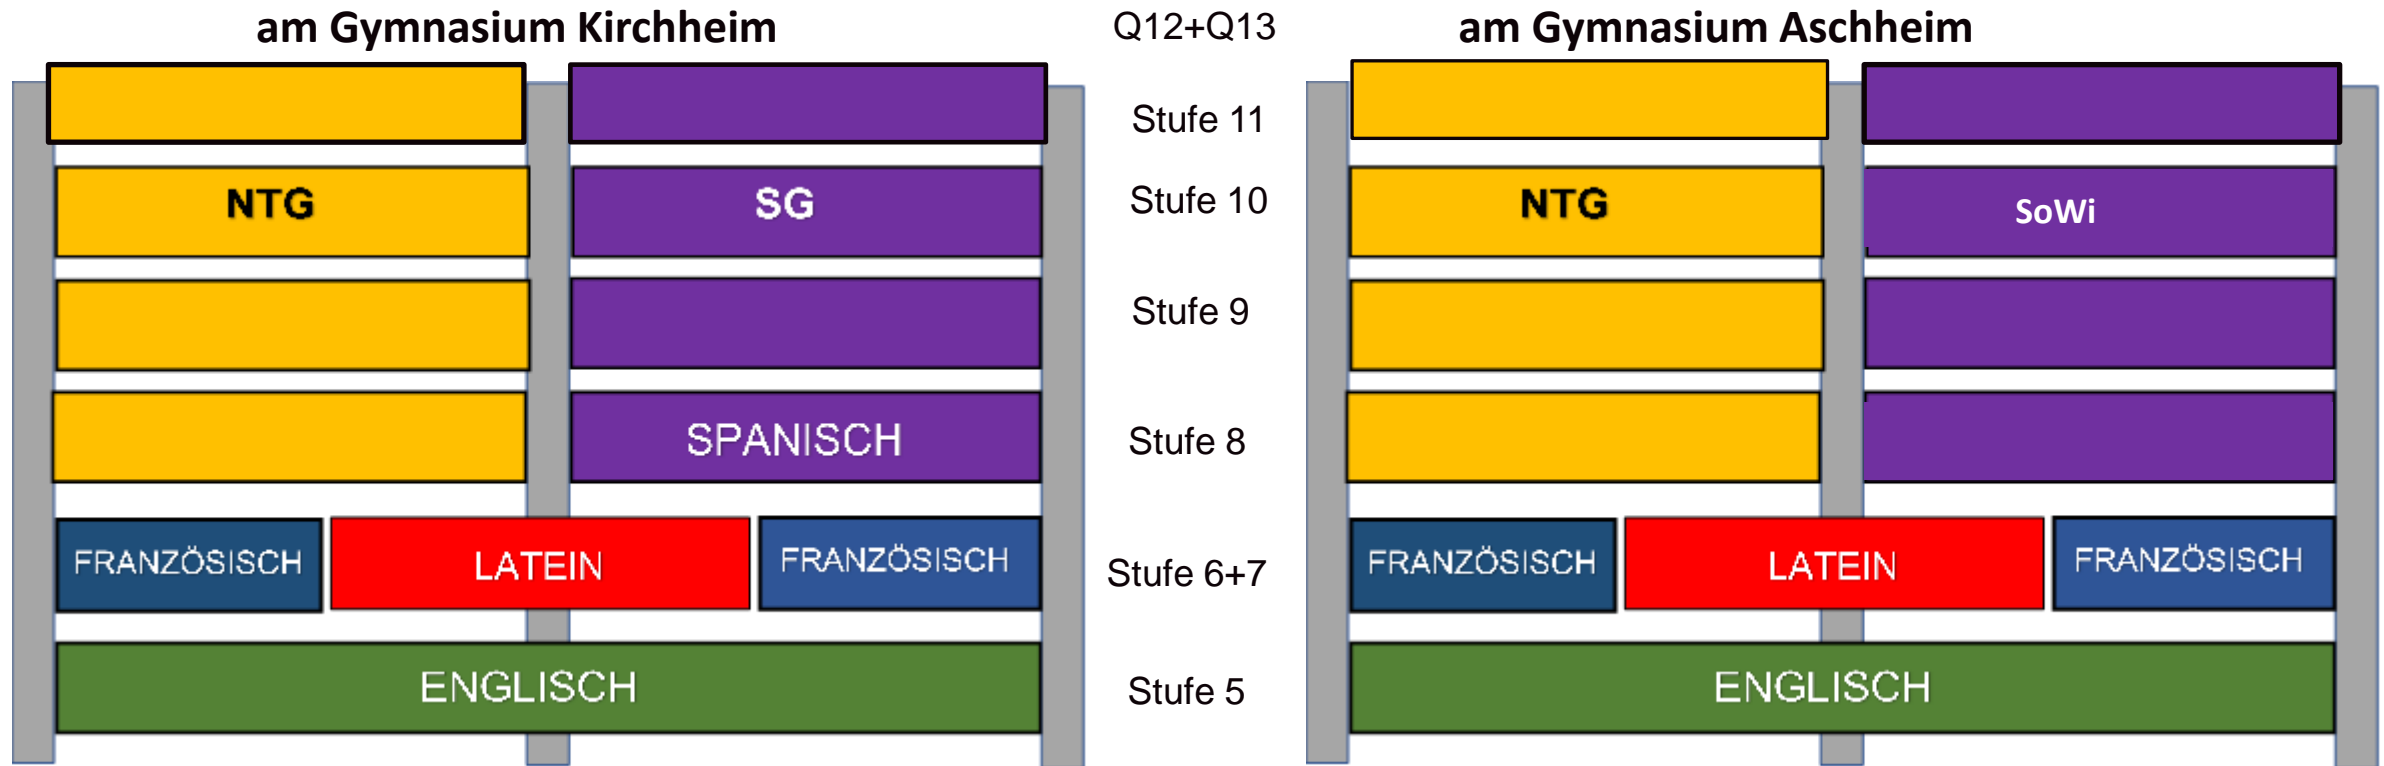 am Gymnasium Kirchheim
Q12+Q13
am Gymnasium Aschheim
Stufe 11
NTG
SG
Stufe 10
NTG
SoWi
Stufe 9
SPANISCH
Stufe 8
FRANZÖSISCH
LATEIN
FRANZÖSISCH
Stufe 6+7
FRANZÖSISCH
LATEIN
FRANZÖSISCH
ENGLISCH
Stufe 5
ENGLISCH